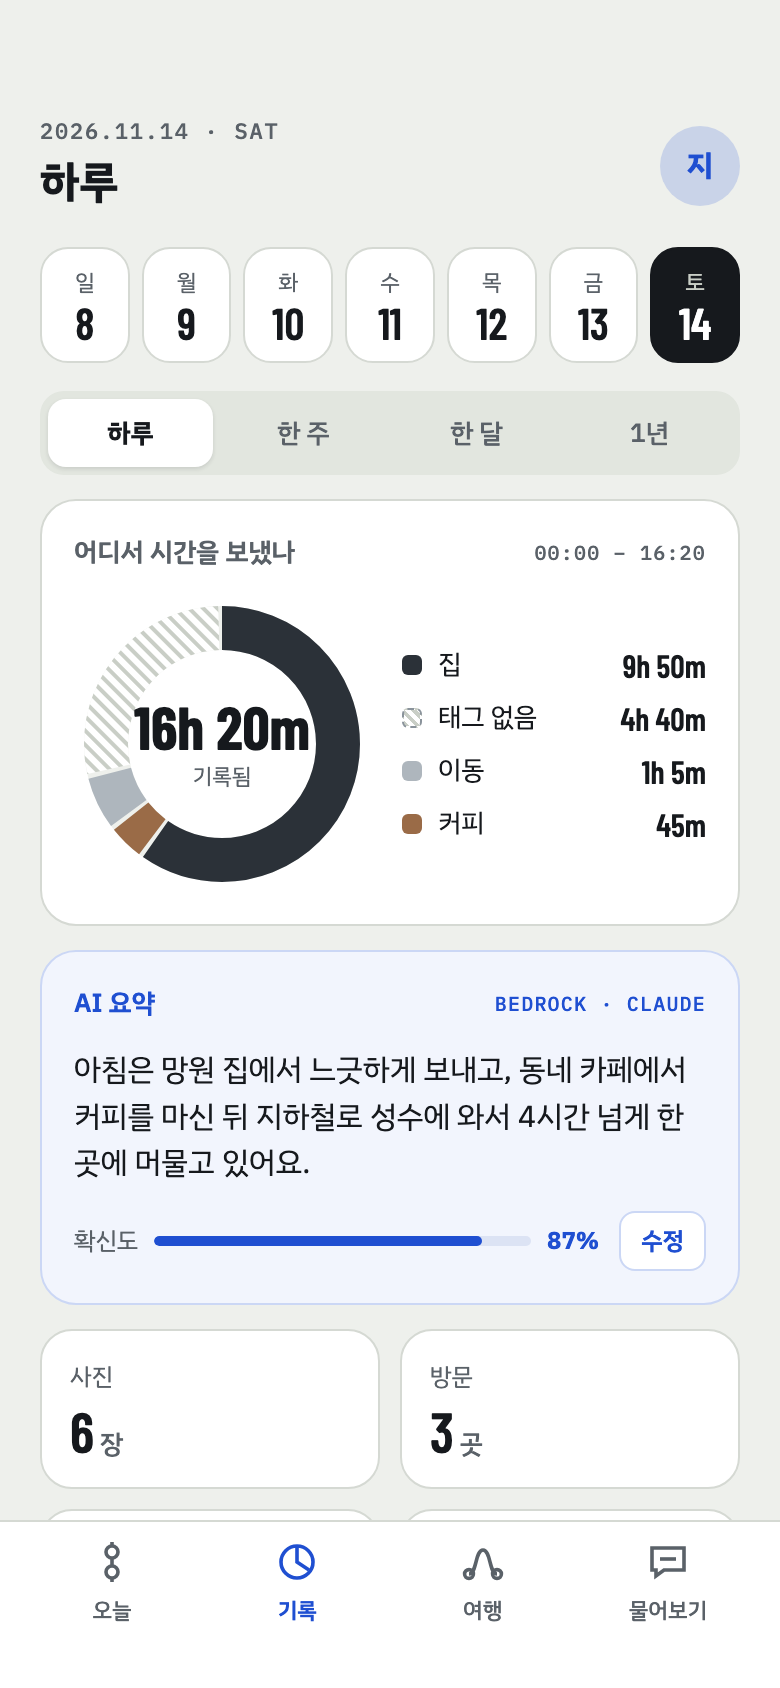 2026.11.14 · SAT
하루
지
일 월 화 수 목 금 토
8 9 10 11 12 13 14
하루 한 주 한 달 1년
어디서 시간을 보냈나 00:00 – 16:20
16h 20m
기록됨
집 9h 50m
태그 없음 4h 40m
이동 1h 5m
커피 45m
AI 요약 BEDROCK · CLAUDE
아침은 망원 집에서 느긋하게 보내고, 동네 카페에서
커피를 마신 뒤 지하철로 성수에 와서 4시간 넘게 한
곳에 머물고 있어요.
확신도 87% 수정
사진 방문
6 장 3 곳
오늘 기록 여행 물어보기